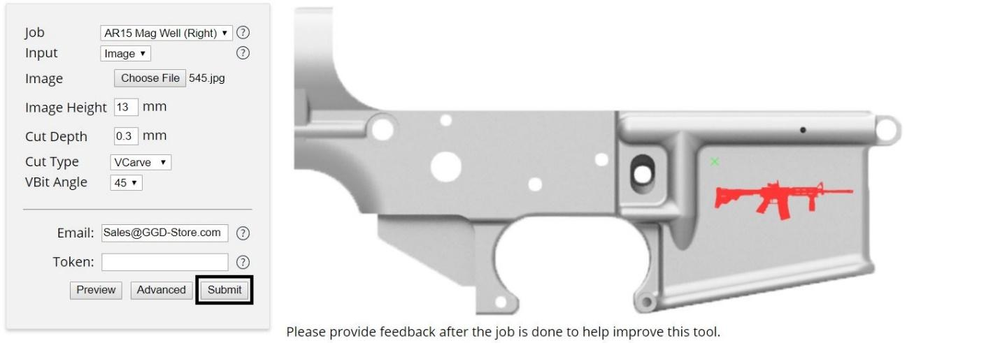 Job AR15 Mag Well (Right)
Input Image
Image Choose File 545.jpg
Image Height 13 mm
Cut Depth 0.3 mm
Cut Type VCarve
VBit Angle 45
Email: Sales@GGD-Store.com
Token:
Preview Advanced Submit
Please provide feedback after the job is done to help improve this tool.